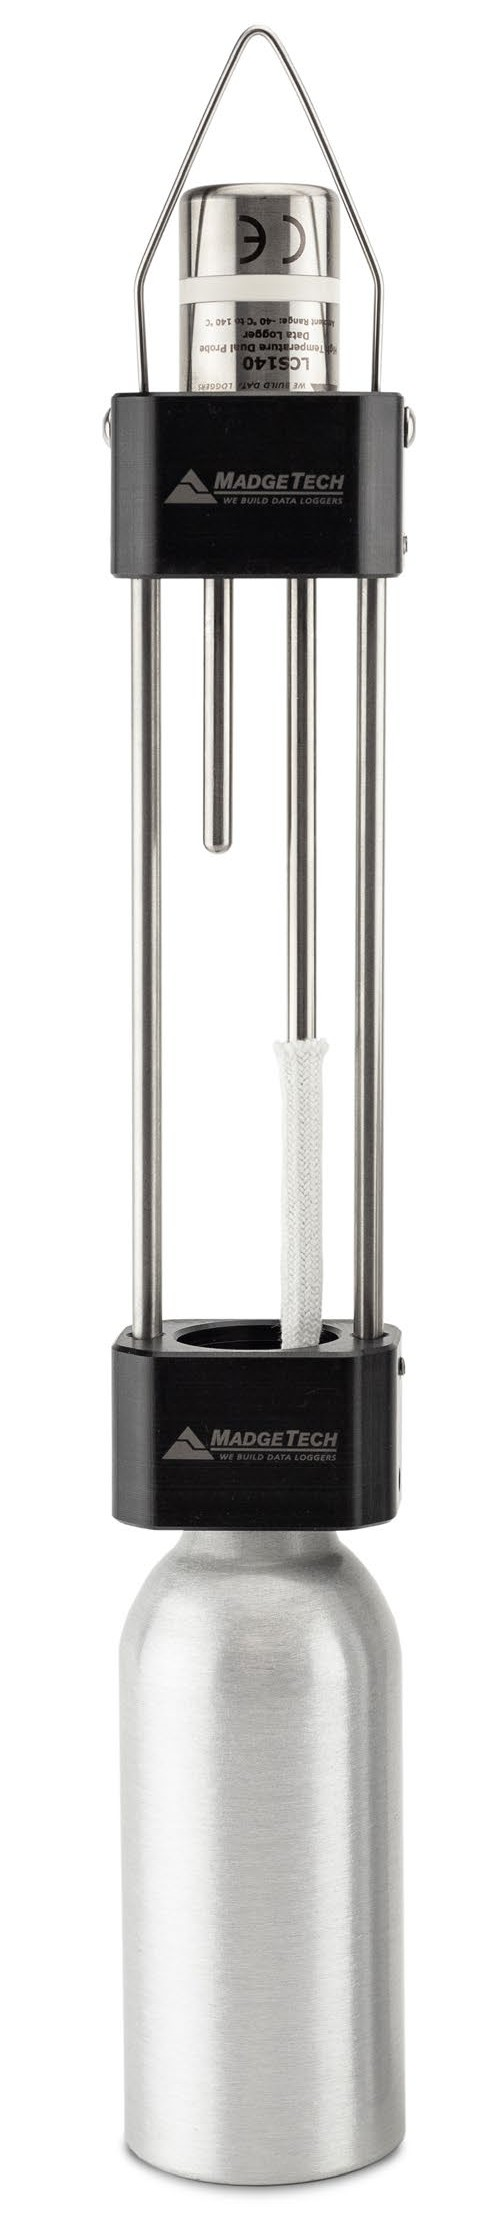 CE
LCS140
High Temperature Dual Probe
Data Logger
Ambient Range: -40 °C to 140 °C
MADGETECH
WE BUILD DATA LOGGERS
MADGETECH
WE BUILD DATA LOGGERS